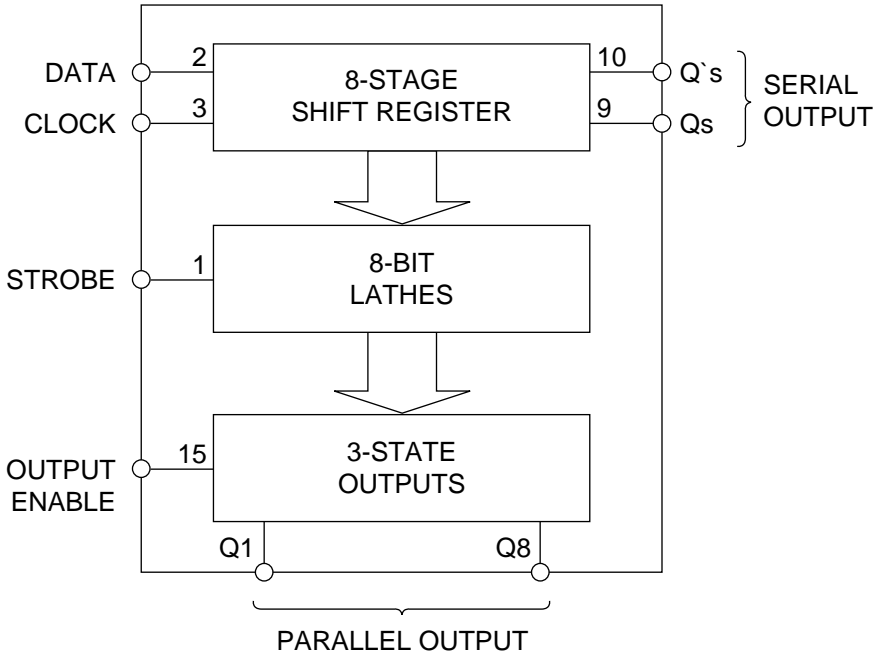 DATA
2
8-STAGE
SHIFT REGISTER
10
Q`s
SERIAL
OUTPUT
CLOCK
3
9
Qs
STROBE
1
8-BIT
LATHES
OUTPUT
ENABLE
15
3-STATE
OUTPUTS
Q1
Q8
PARALLEL OUTPUT